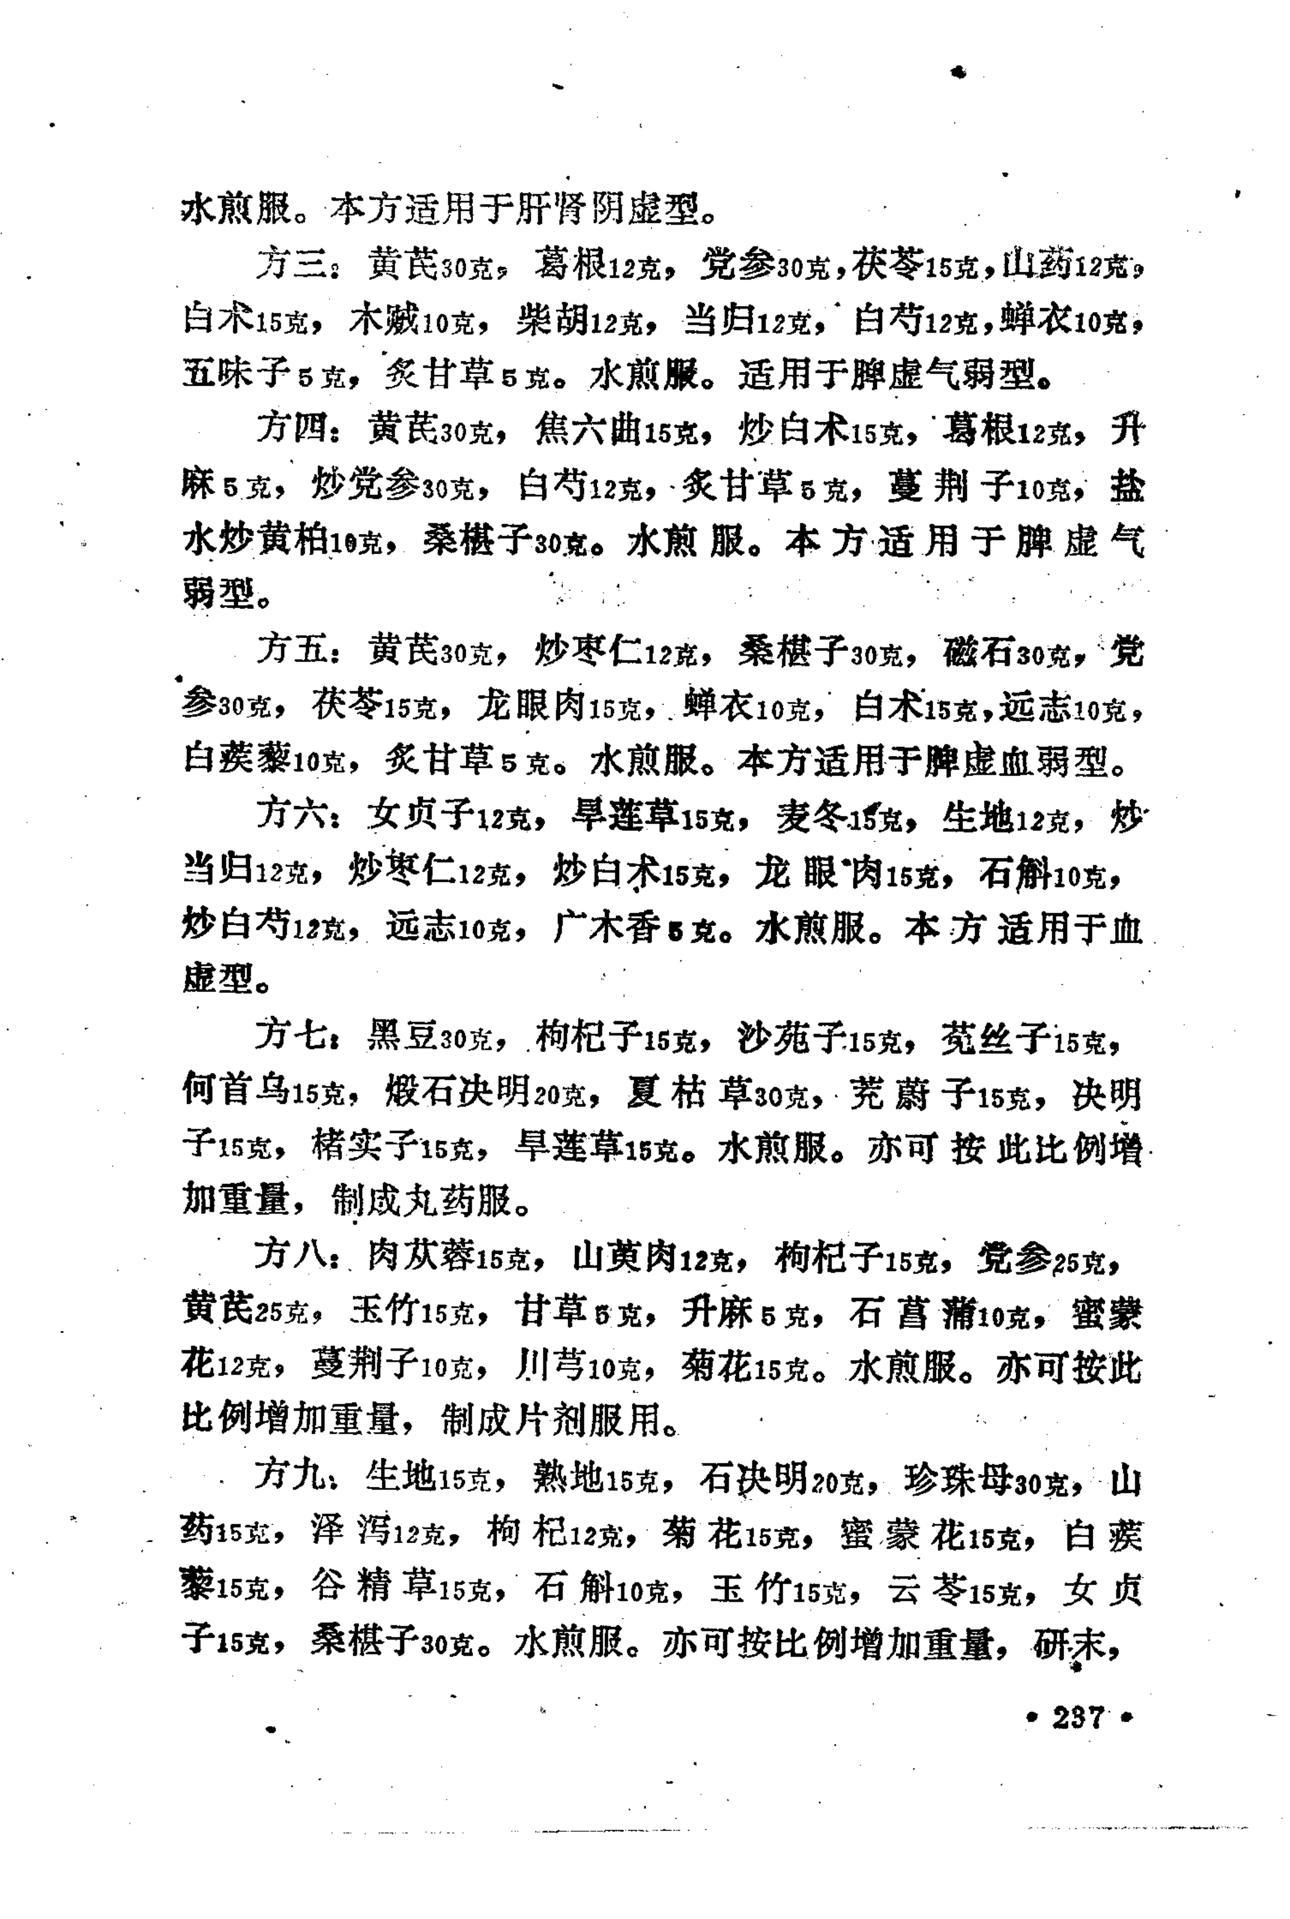 水煎服。本方适用于肝肾阴虚型。
方三：黄芪30克，葛根12克，党参30克，茯苓15克，山药12克，
白术15克，木贼10克，柴胡12克，当归12克，白芍12克，蝉衣10克，
五味子5克，炙甘草5克。水煎服。适用于脾虚气弱型。
方四：黄芪30克，焦六曲15克，炒白术15克，葛根12克，升
麻5克，炒党参30克，白芍12克，炙甘草5克，蔓荆子10克，盐
水炒黄柏10克，桑椹子30克。水煎服。本方适用于脾虚气
弱型。
方五：黄芪30克，炒枣仁12克，桑椹子30克，磁石30克，党
参30克，茯苓15克，龙眼肉15克，蝉衣10克，白术15克，远志10克，
白蒺藜10克，炙甘草5克。水煎服。本方适用于脾虚血弱型。
方六：女贞子12克，旱莲草15克，麦冬15克，生地12克，炒
当归12克，炒枣仁12克，炒白术15克，龙眼肉15克，石斛10克，
炒白芍12克，远志10克，广木香5克。水煎服。本方适用于血
虚型。
方七：黑豆30克，枸杞子15克，沙苑子15克，菟丝子15克，
何首乌15克，煅石决明20克，夏枯草30克，茺蔚子15克，决明
子15克，楮实子15克，旱莲草15克。水煎服。亦可按此比例增
加重量，制成丸药服。
方八：肉苁蓉15克，山萸肉12克，枸杞子15克，党参25克，
黄芪25克，玉竹15克，甘草5克，升麻5克，石菖蒲10克，蜜蒙
花12克，蔓荆子10克，川芎10克，菊花15克。水煎服。亦可按此
比例增加重量，制成片剂服用。
方九：生地15克，熟地15克，石决明20克，珍珠母30克，山
药15克，泽泻12克，枸杞12克，菊花15克，蜜蒙花15克，白蒺
藜15克，谷精草15克，石斛10克，玉竹15克，云苓15克，女贞
子15克，桑椹子30克。水煎服。亦可按比例增加重量，研末，
•237•